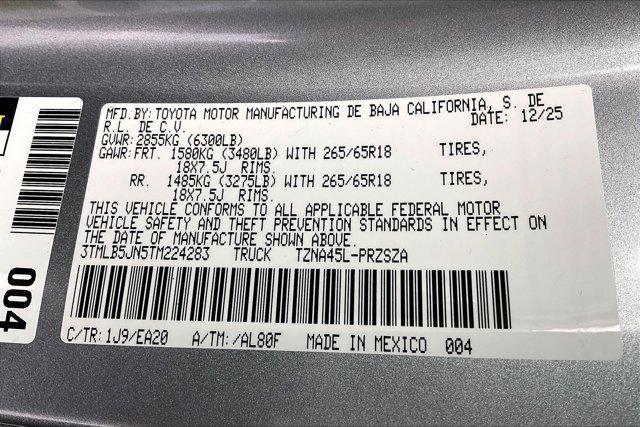 MFD.BY:TOYOTA MOTOR MANUFACTURING DE BAJA CALIFORNIA, S. DE
R.L. DE C.V. DATE: 12/25
GVWR: 2855KG (6300LB)
GAWR:FRT. 1580KG (3480LB) WITH 265/65R18 TIRES,
18X7.5J RIMS.
RR. 1485KG (3275LB) WITH 265/65R18 TIRES,
18X7.5J RIMS.
THIS VEHICLE CONFORMS TO ALL APPLICABLE FEDERAL MOTOR
VEHICLE SAFETY AND THEFT PREVENTION STANDARDS IN EFFECT ON
THE DATE OF MANUFACTURE SHOWN ABOVE.
3TMLB5JN5TM224283 TRUCK TZNA45L-PRZSZA
C/TR:1J9/EA20 A/TM:/AL80F MADE IN MEXICO 004
004